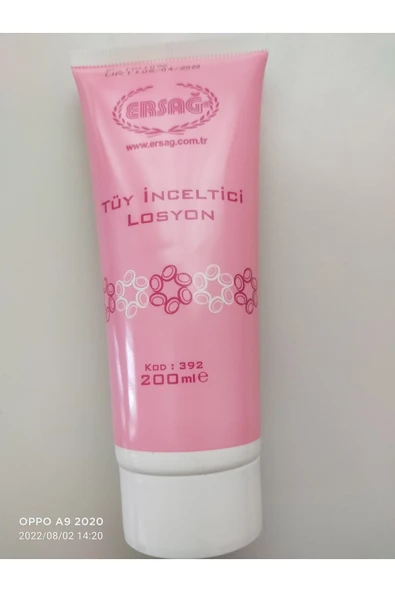 ERSAĞ
www.ersag.com.tr
TÜY İNCELTİCİ
LOSYON
KOD : 392
200ml℮
OPPO A9 2020
2022/08/02 14:20